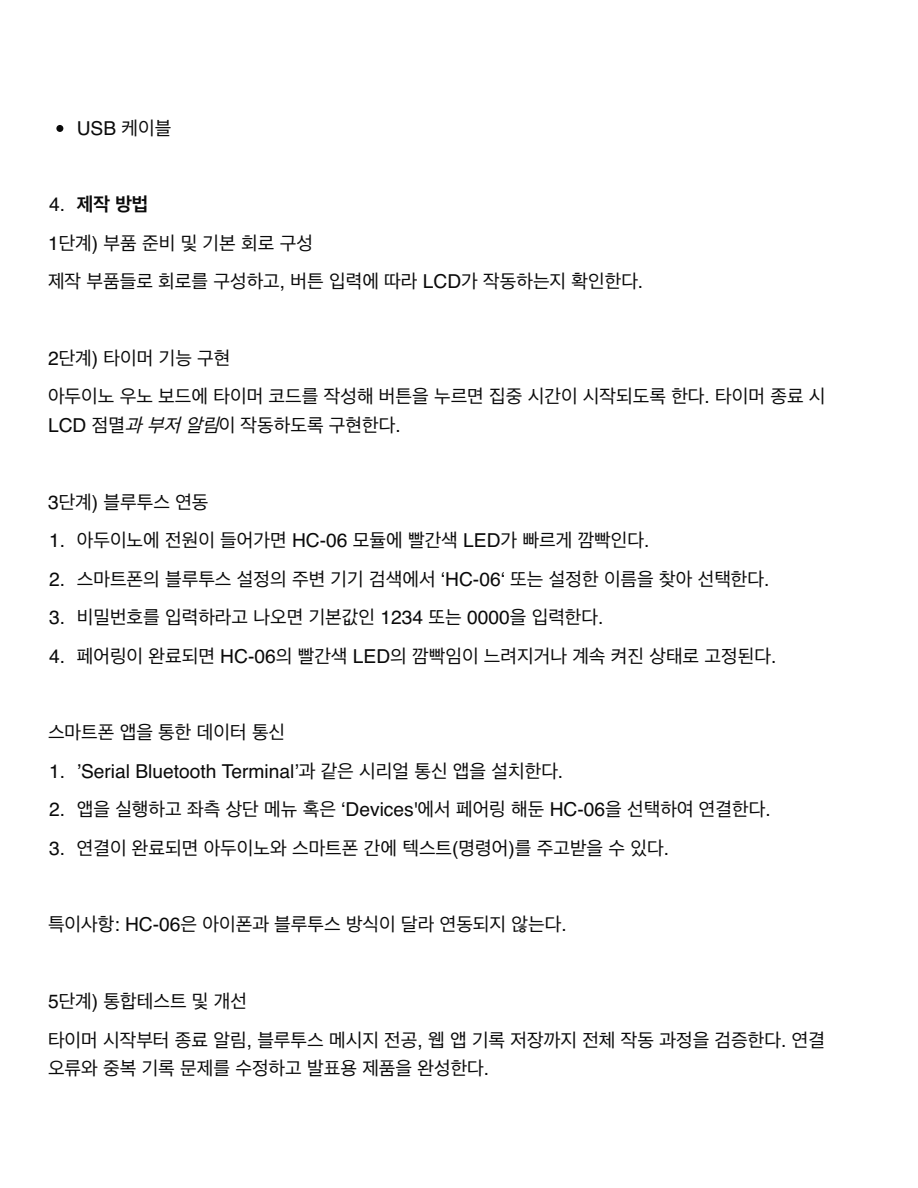 • USB 케이블
4. 제작 방법
1단계) 부품 준비 및 기본 회로 구성
제작 부품들로 회로를 구성하고, 버튼 입력에 따라 LCD가 작동하는지 확인한다.
2단계) 타이머 기능 구현
아두이노 우노 보드에 타이머 코드를 작성해 버튼을 누르면 집중 시간이 시작되도록 한다. 타이머 종료 시
LCD 점멸과 부저 알림이 작동하도록 구현한다.
3단계) 블루투스 연동
1. 아두이노에 전원이 들어가면 HC-06 모듈에 빨간색 LED가 빠르게 깜빡인다.
2. 스마트폰의 블루투스 설정의 주변 기기 검색에서 ‘HC-06‘ 또는 설정한 이름을 찾아 선택한다.
3. 비밀번호를 입력하라고 나오면 기본값인 1234 또는 0000을 입력한다.
4. 페어링이 완료되면 HC-06의 빨간색 LED의 깜빡임이 느려지거나 계속 켜진 상태로 고정된다.
스마트폰 앱을 통한 데이터 통신
1. ’Serial Bluetooth Terminal’과 같은 시리얼 통신 앱을 설치한다.
2. 앱을 실행하고 좌측 상단 메뉴 혹은 ‘Devices'에서 페어링 해둔 HC-06을 선택하여 연결한다.
3. 연결이 완료되면 아두이노와 스마트폰 간에 텍스트(명령어)를 주고받을 수 있다.
특이사항: HC-06은 아이폰과 블루투스 방식이 달라 연동되지 않는다.
5단계) 통합테스트 및 개선
타이머 시작부터 종료 알림, 블루투스 메시지 전공, 웹 앱 기록 저장까지 전체 작동 과정을 검증한다. 연결
오류와 중복 기록 문제를 수정하고 발표용 제품을 완성한다.